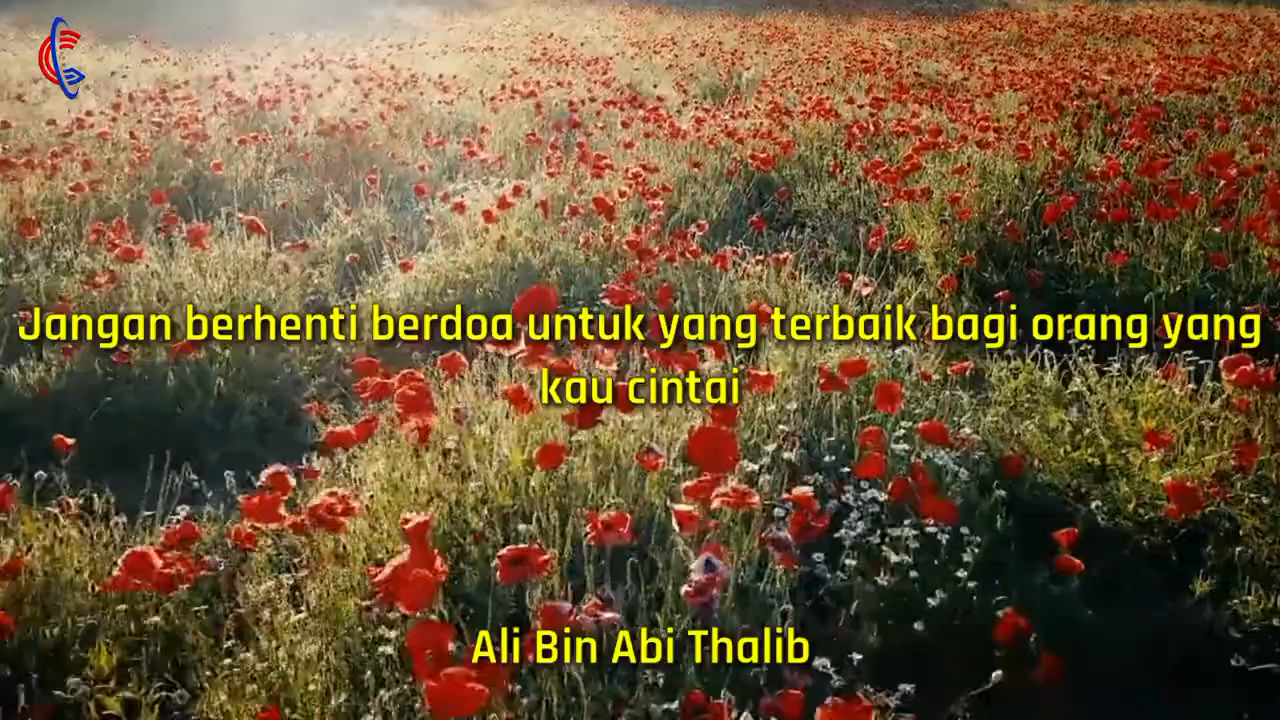 Jangan berhenti berdoa untuk yang terbaik bagi orang yang
kau cintai
Ali Bin Abi Thalib